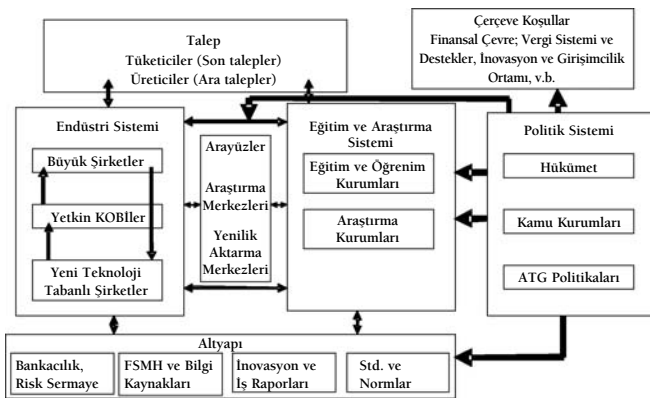 Talep
Tüketiciler (Son talepler)
Üreticiler (Ara talepler)
Çerçeve Koşullar
Finansal Çevre; Vergi Sistemi ve
Destekler, İnovasyon ve Girişimcilik
Ortamı, v.b.
Endüstri Sistemi
Büyük Şirketler
Yetkin KOBİler
Yeni Teknoloji
Tabanlı Şirketler
Arayüzler
Araştırma
Merkezleri
Yenilik
Aktarma
Merkezleri
Eğitim ve Araştırma
Sistemi
Eğitim ve Öğrenim
Kurumları
Araştırma
Kurumları
Politik Sistemi
Hükümet
Kamu Kurumları
ATG Politikaları
Altyapı
Bankacılık,
Risk Sermaye
FSMH ve Bilgi
Kaynakları
İnovasyon ve
İş Raporları
Std. ve
Normlar